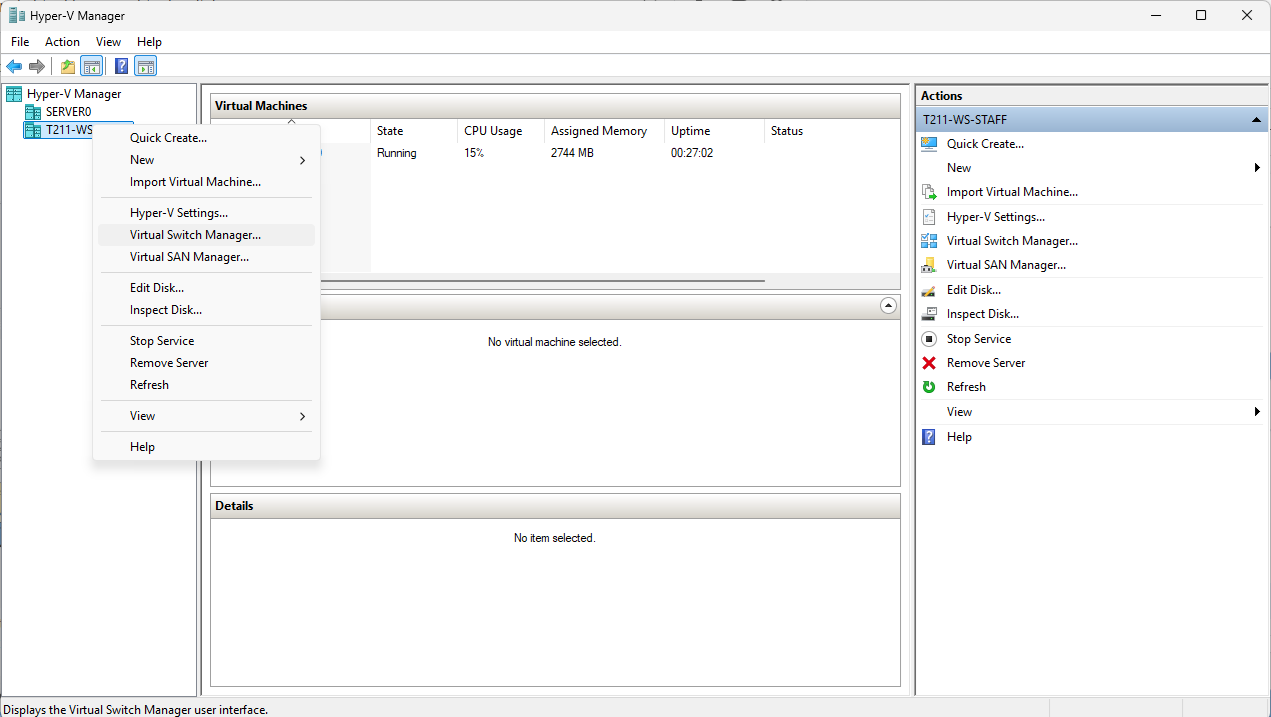 Hyper-V Manager
File Action View Help
Hyper-V Manager
SERVER0
T211-WS
Quick Create...
New
Import Virtual Machine...
Hyper-V Settings...
Virtual Switch Manager...
Virtual SAN Manager...
Edit Disk...
Inspect Disk...
Stop Service
Remove Server
Refresh
View
Help
Virtual Machines
State CPU Usage Assigned Memory Uptime Status
Running 15% 2744 MB 00:27:02
No virtual machine selected.
Details
No item selected.
Actions
T211-WS-STAFF
Quick Create...
New
Import Virtual Machine...
Hyper-V Settings...
Virtual Switch Manager...
Virtual SAN Manager...
Edit Disk...
Inspect Disk...
Stop Service
Remove Server
Refresh
View
Help
Displays the Virtual Switch Manager user interface.